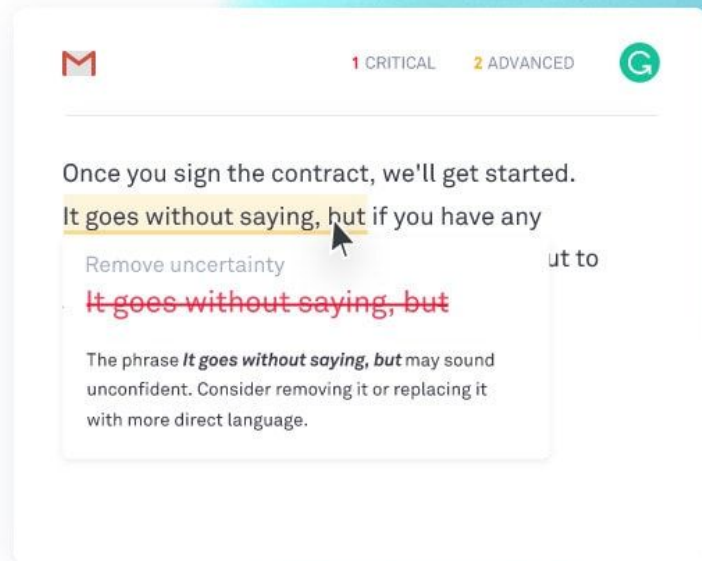 1 CRITICAL 2 ADVANCED
Once you sign the contract, we'll get started.
It goes without saying, but if you have any
ut to
Remove uncertainty
It goes without saying, but
The phrase It goes without saying, but may sound
unconfident. Consider removing it or replacing it
with more direct language.